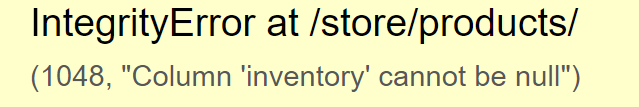 IntegrityError at /store/products/
(1048, "Column 'inventory' cannot be null")